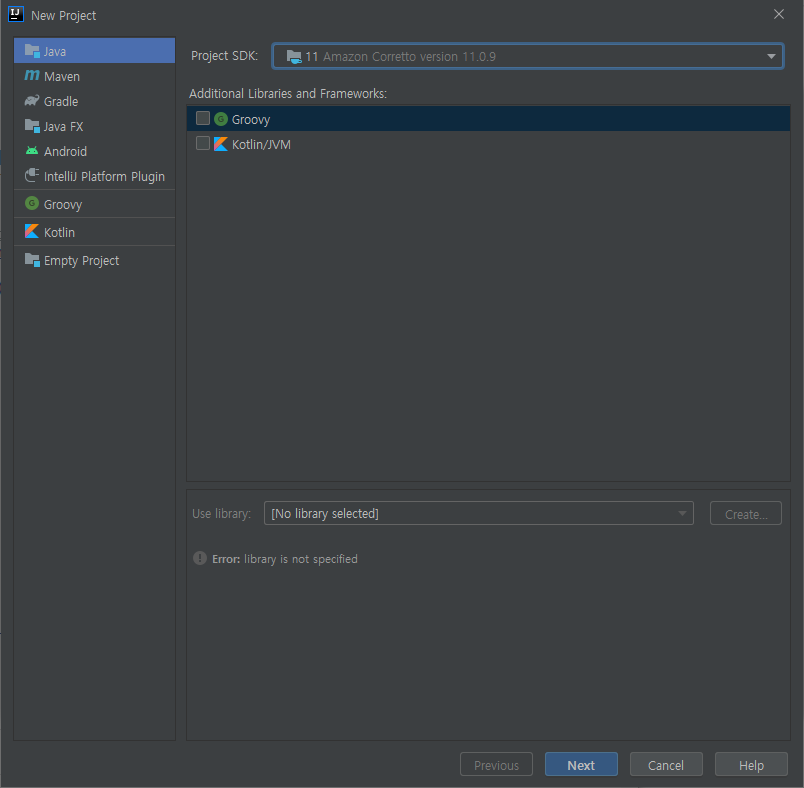 New Project
Java
Maven
Gradle
Java FX
Android
IntelliJ Platform Plugin
Groovy
Kotlin
Empty Project
Project SDK: 11 Amazon Corretto version 11.0.9
Additional Libraries and Frameworks:
Groovy
Kotlin/JVM
Use library: [No library selected] Create...
Error: library is not specified
Previous Next Cancel Help